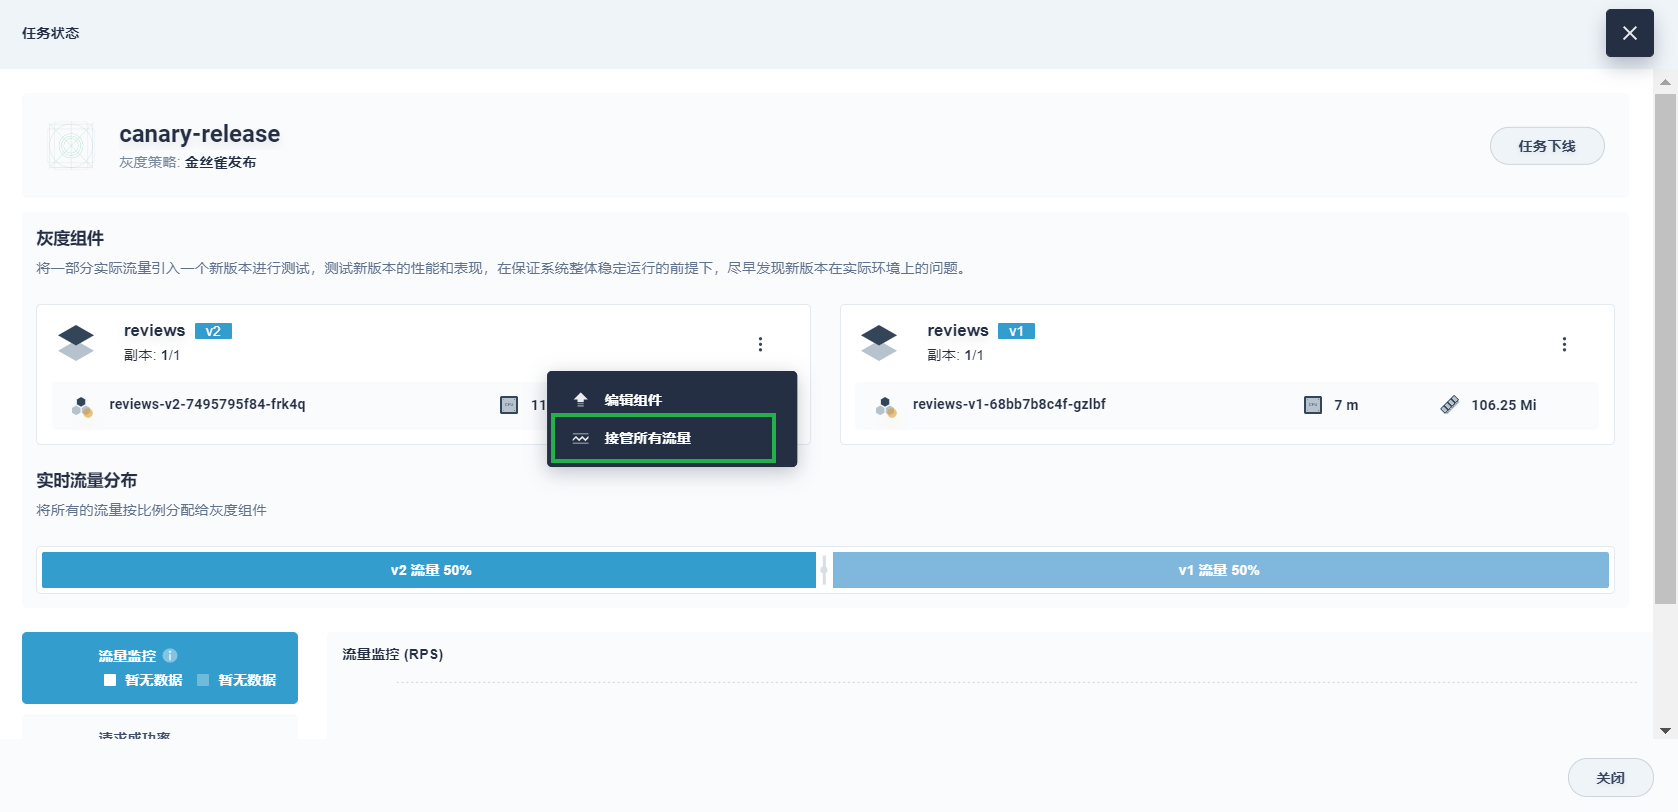 任务状态
canary-release
灰度策略: 金丝雀发布
任务下线
灰度组件
将一部分实际流量引入一个新版本进行测试，测试新版本的性能和表现，在保证系统整体稳定运行的前提下，尽早发现新版本在实际环境上的问题。
reviews v2
副本: 1/1
reviews-v2-7495795f84-frk4q
11
编辑组件
接管所有流量
reviews v1
副本: 1/1
reviews-v1-68bb7b8c4f-gzlbf
7 m
106.25 Mi
实时流量分布
将所有的流量按比例分配给灰度组件
v2 流量 50%
v1 流量 50%
流量监控
暂无数据 暂无数据
流量监控 (RPS)
请求成功率
关闭